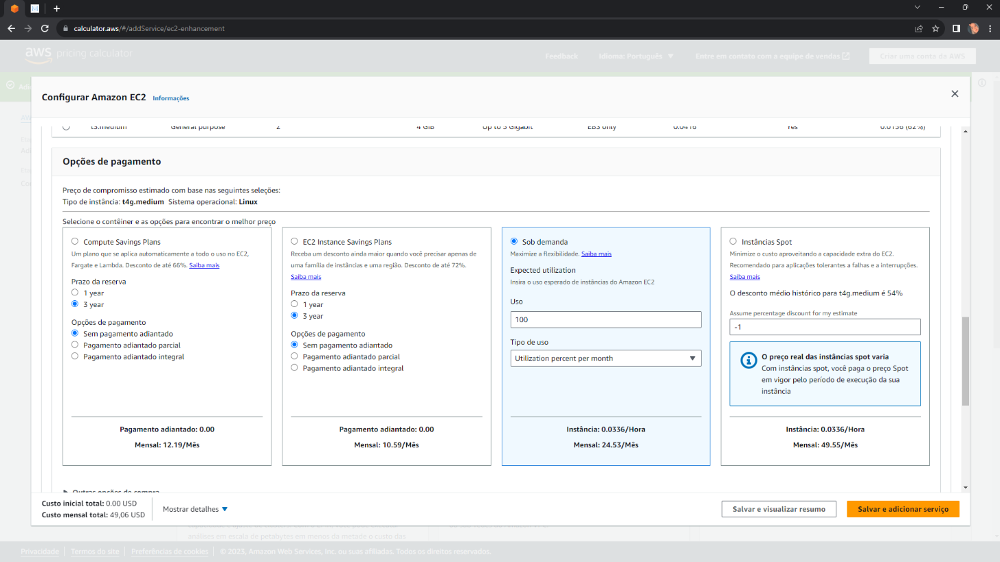 calculator.aws/#/addService/ec2-enhancement
aws pricing calculator
Feedback
Idioma: Português
Entre em contato com a equipe de vendas
Criar uma conta da AWS
Configurar Amazon EC2 Informações
t3.medium General purpose 2 4 GiB Up to 5 Gigabit EBS only 0.0416 Yes 0.0156 (62%)
Opções de pagamento
Preço de compromisso estimado com base nas seguintes seleções:
Tipo de instância: t4g.medium Sistema operacional: Linux
Selecione o contêiner e as opções para encontrar o melhor preço
Compute Savings Plans
Um plano que se aplica automaticamente a todo o uso no EC2,
Fargate e Lambda. Desconto de até 66%. Saiba mais
Prazo da reserva
1 year
3 year
Opções de pagamento
Sem pagamento adiantado
Pagamento adiantado parcial
Pagamento adiantado integral
Pagamento adiantado: 0.00
Mensal: 12.19/Mês
EC2 Instance Savings Plans
Receba um desconto ainda maior quando você precisar apenas de
uma família de instâncias e uma região. Desconto de até 72%.
Saiba mais
Prazo da reserva
1 year
3 year
Opções de pagamento
Sem pagamento adiantado
Pagamento adiantado parcial
Pagamento adiantado integral
Pagamento adiantado: 0.00
Mensal: 10.59/Mês
Sob demanda
Maximize a flexibilidade. Saiba mais
Expected utilization
Insira o uso esperado de instâncias do Amazon EC2
Uso
100
Tipo de uso
Utilization percent per month
Instância: 0.0336/Hora
Mensal: 24.53/Mês
Instâncias Spot
Minimize o custo aproveitando a capacidade extra do EC2.
Recomendado para aplicações tolerantes a falhas e a interrupções.
Saiba mais
O desconto médio histórico para t4g.medium é 54%
Assume percentage discount for my estimate
-1
O preço real das instâncias spot varia
Com instâncias spot, você paga o preço Spot
em vigor pelo período de execução da sua
instância
Instância: 0.0336/Hora
Mensal: 49.55/Mês
Outras opções de compra
Custo inicial total: 0.00 USD
Custo mensal total: 49,06 USD
Mostrar detalhes
Salvar e visualizar resumo
Salvar e adicionar serviço
análises em escala de petabytes em menos da metade o custo das
Privacidade | Termos do site | Preferências de cookies | © 2023, Amazon Web Services, Inc. ou suas afiliadas. Todos os direitos reservados.